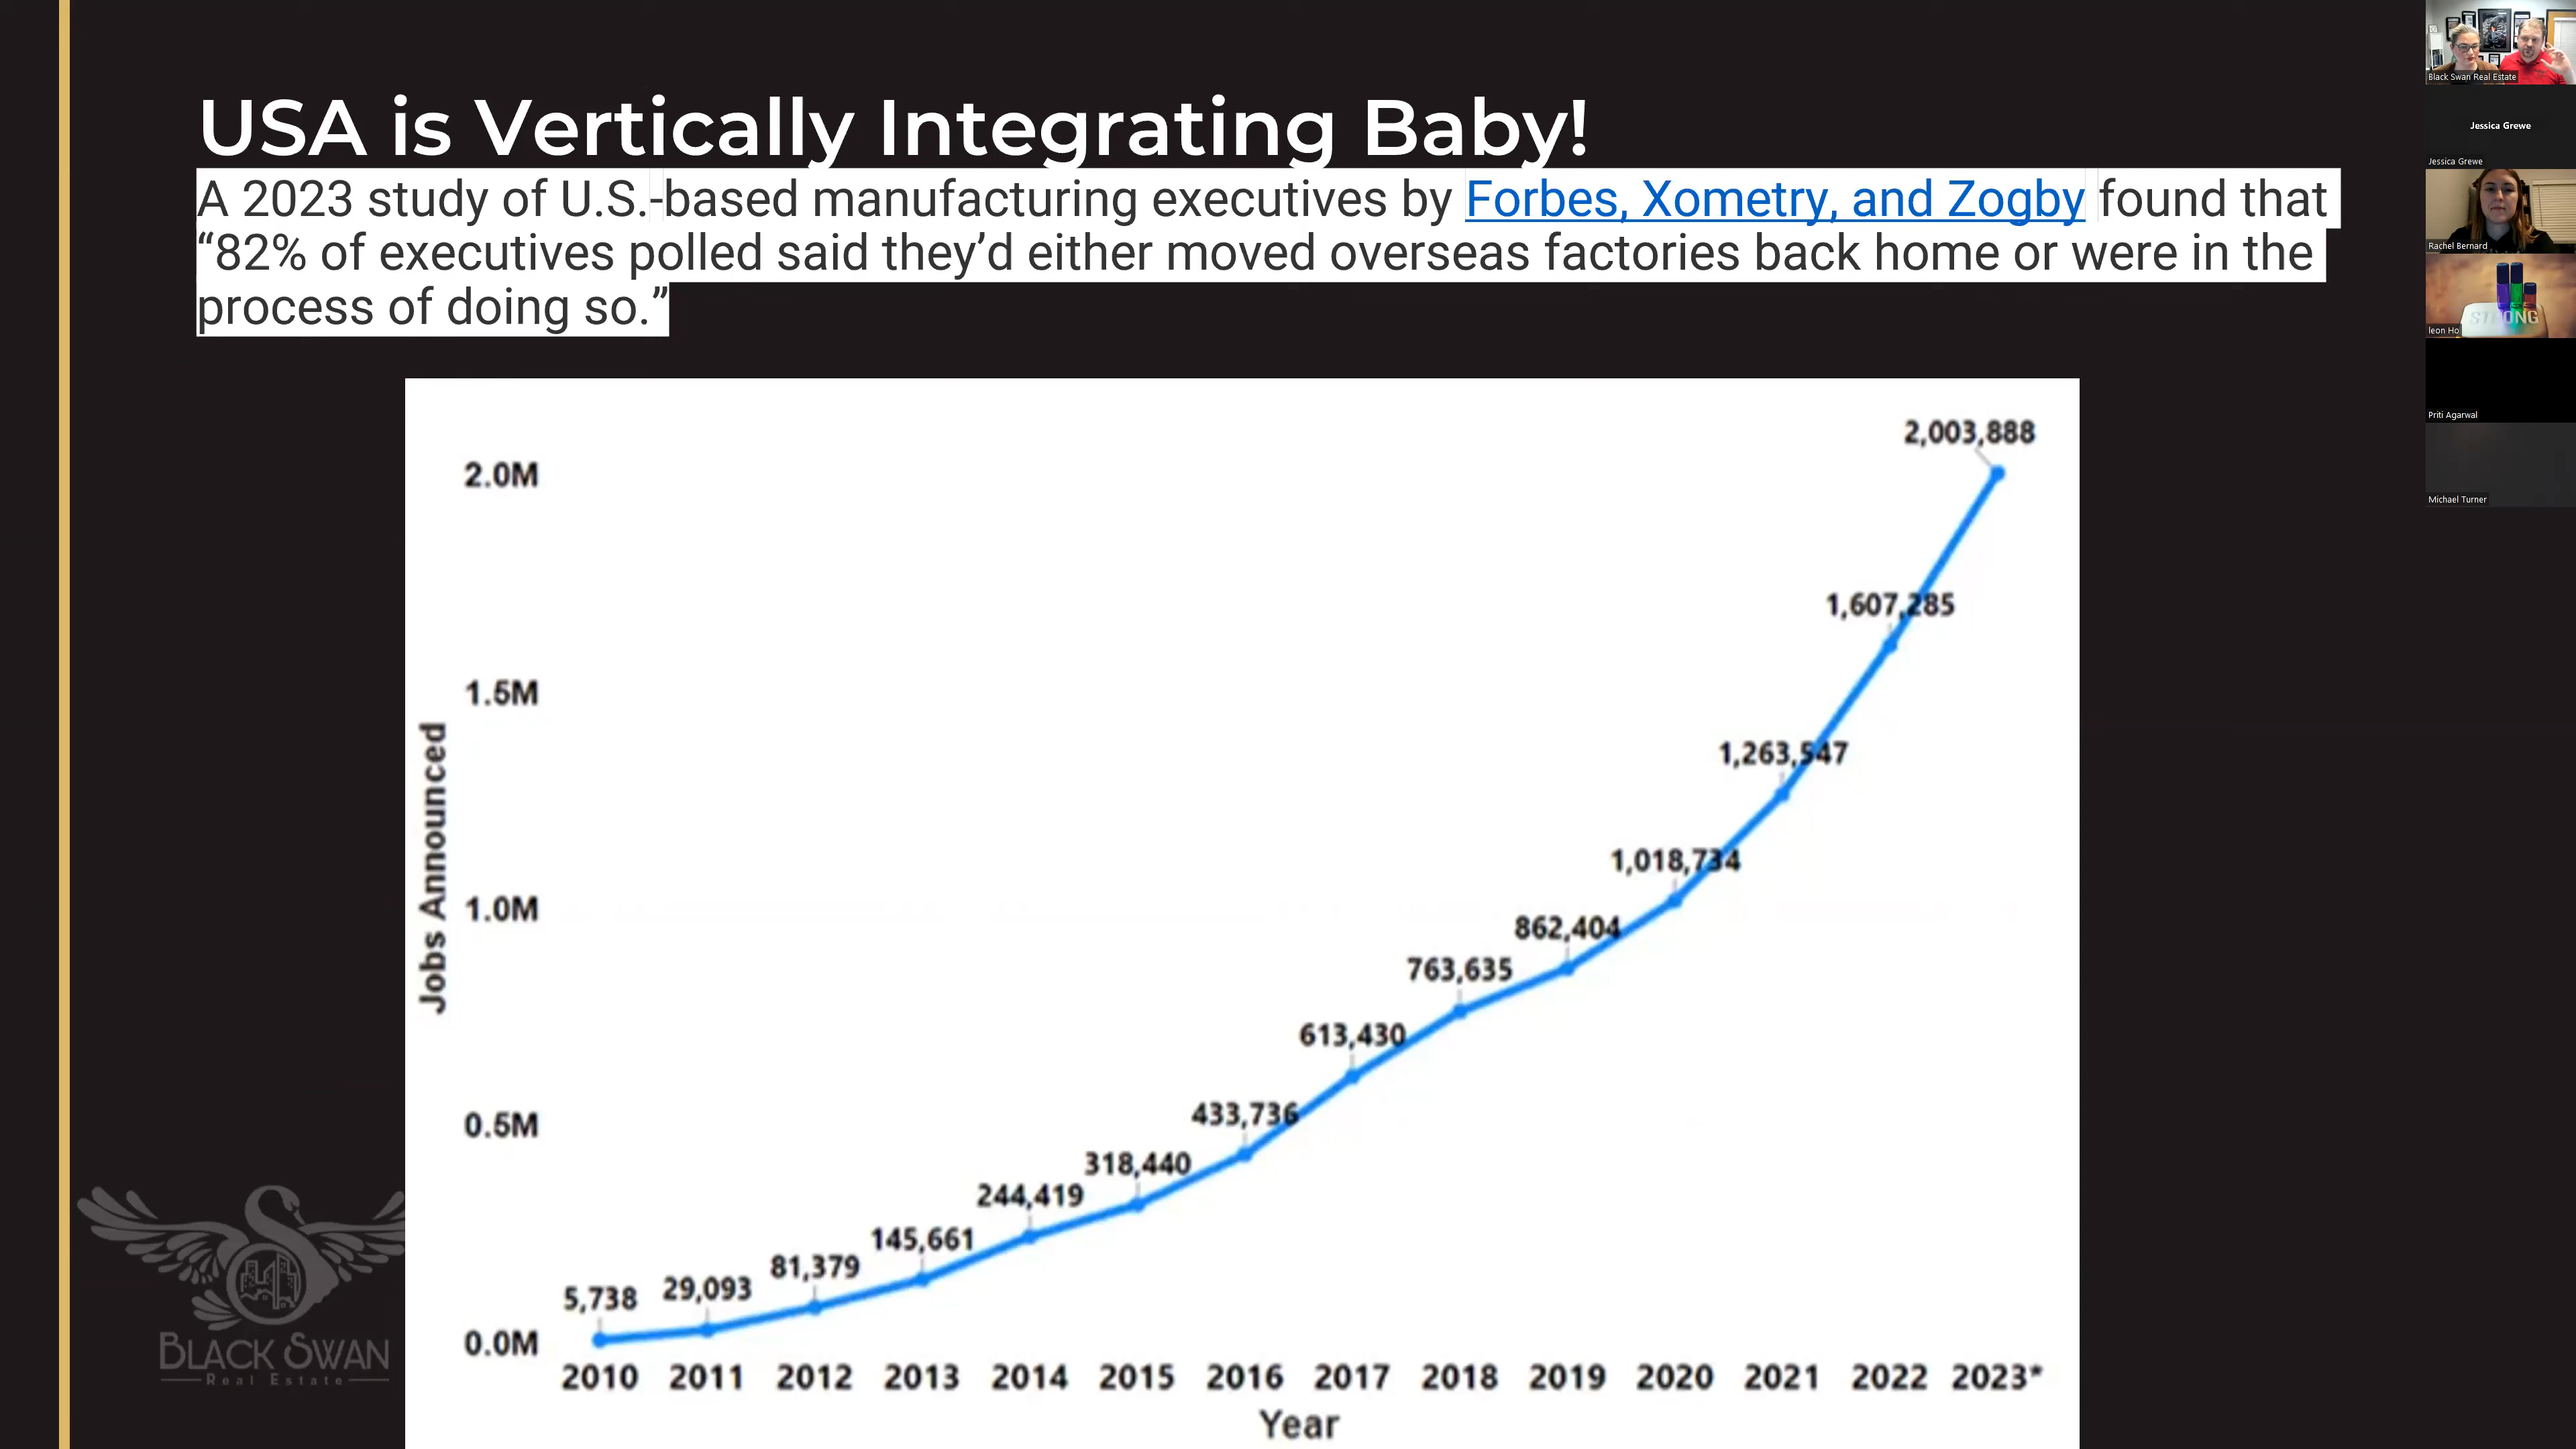 USA is Vertically Integrating Baby!
A 2023 study of U.S.-based manufacturing executives by Forbes, Xometry, and Zogby found that
“82% of executives polled said they’d either moved overseas factories back home or were in the
process of doing so.”
2,003,888
2.0M
1,607,285
1.5M
1,263,547
Jobs Announced
1,018,734
1.0M
862,404
763,635
613,430
0.5M
433,736
318,440
244,419
145,661
81,379
29,093
5,738
0.0M
2010 2011 2012 2013 2014 2015 2016 2017 2018 2019 2020 2021 2022 2023*
Year
BLACK SWAN
Real Estate
Black Swan Real Estate
Jessica Grewe
Jessica Grewe
Rachel Bernard
STRONG
leon Ho
Priti Agarwal
Michael Turner